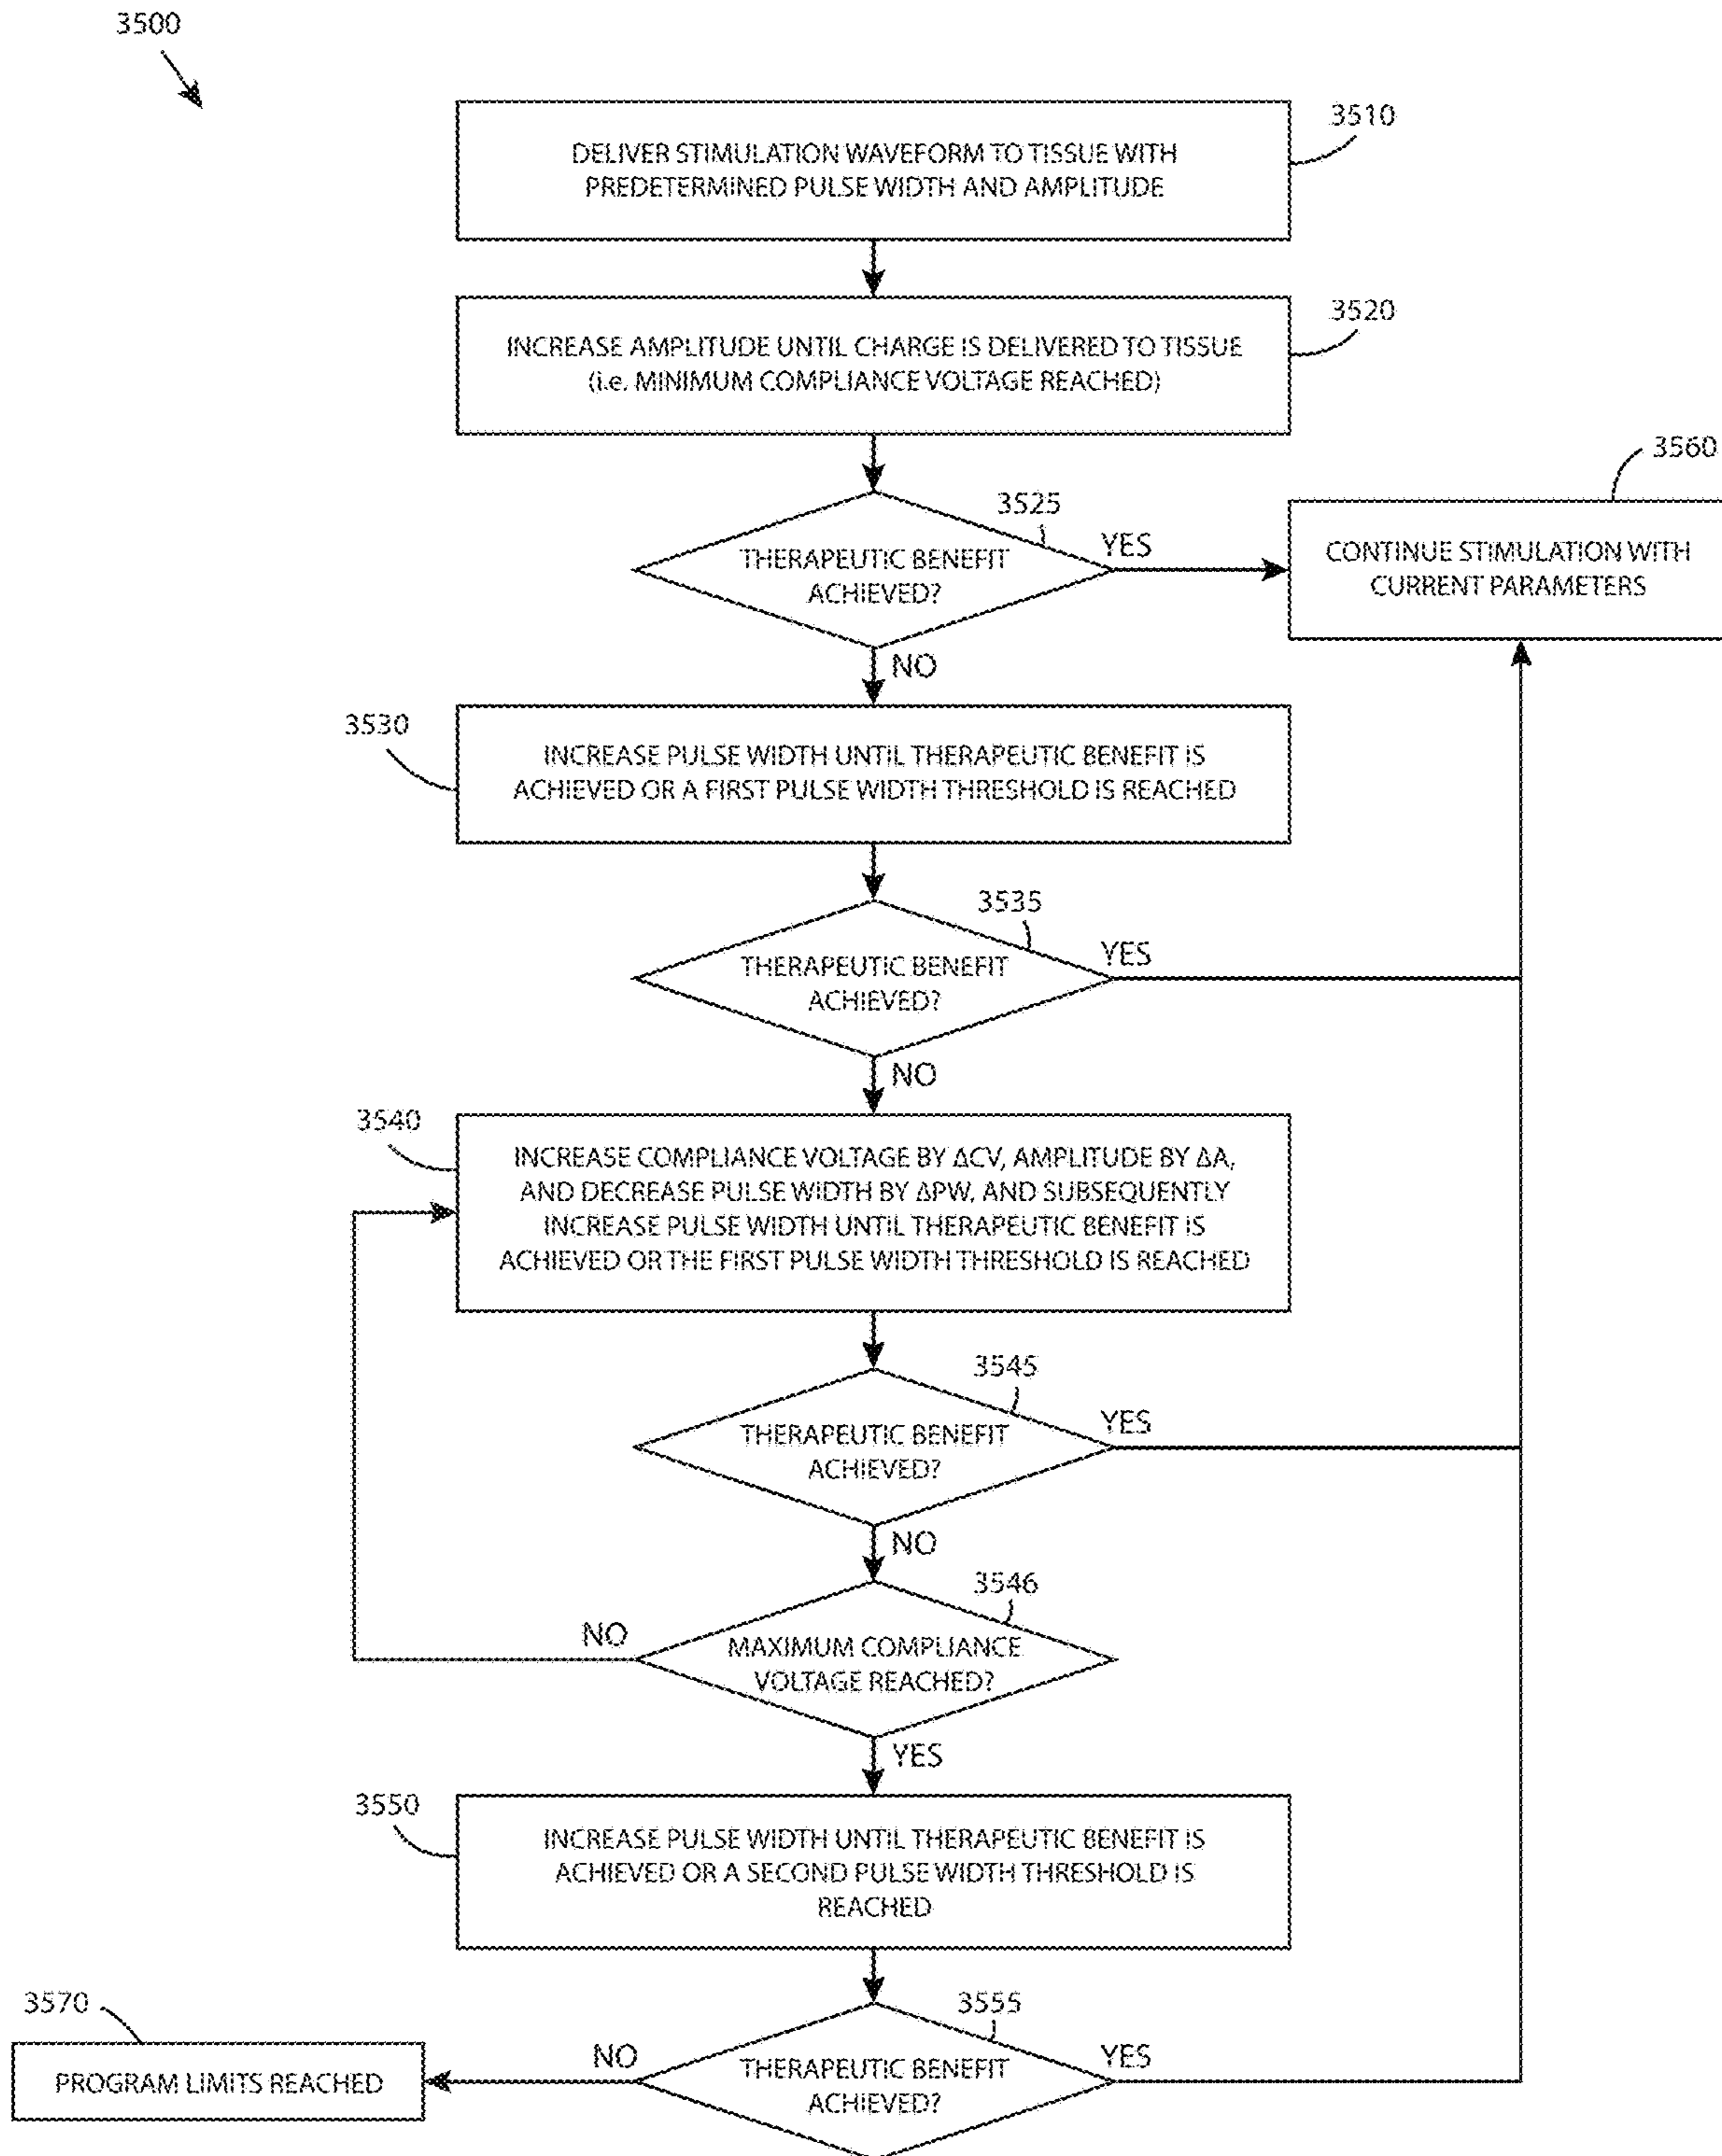 3500
3510
DELIVER STIMULATION WAVEFORM TO TISSUE WITH
PREDETERMINED PULSE WIDTH AND AMPLITUDE
3520
INCREASE AMPLITUDE UNTIL CHARGE IS DELIVERED TO TISSUE
(i.e. MINIMUM COMPLIANCE VOLTAGE REACHED)
3525
THERAPEUTIC BENEFIT
ACHIEVED?
YES
3560
CONTINUE STIMULATION WITH
CURRENT PARAMETERS
NO
3530
INCREASE PULSE WIDTH UNTIL THERAPEUTIC BENEFIT IS
ACHIEVED OR A FIRST PULSE WIDTH THRESHOLD IS REACHED
3535
THERAPEUTIC BENEFIT
ACHIEVED?
YES
NO
3540
INCREASE COMPLIANCE VOLTAGE BY ΔCV, AMPLITUDE BY ΔA,
AND DECREASE PULSE WIDTH BY ΔPW, AND SUBSEQUENTLY
INCREASE PULSE WIDTH UNTIL THERAPEUTIC BENEFIT IS
ACHIEVED OR THE FIRST PULSE WIDTH THRESHOLD IS REACHED
3545
THERAPEUTIC BENEFIT
ACHIEVED?
YES
NO
3546
MAXIMUM COMPLIANCE
VOLTAGE REACHED?
NO
YES
3550
INCREASE PULSE WIDTH UNTIL THERAPEUTIC BENEFIT IS
ACHIEVED OR A SECOND PULSE WIDTH THRESHOLD IS
REACHED
3555
THERAPEUTIC BENEFIT
ACHIEVED?
YES
NO
3570
PROGRAM LIMITS REACHED